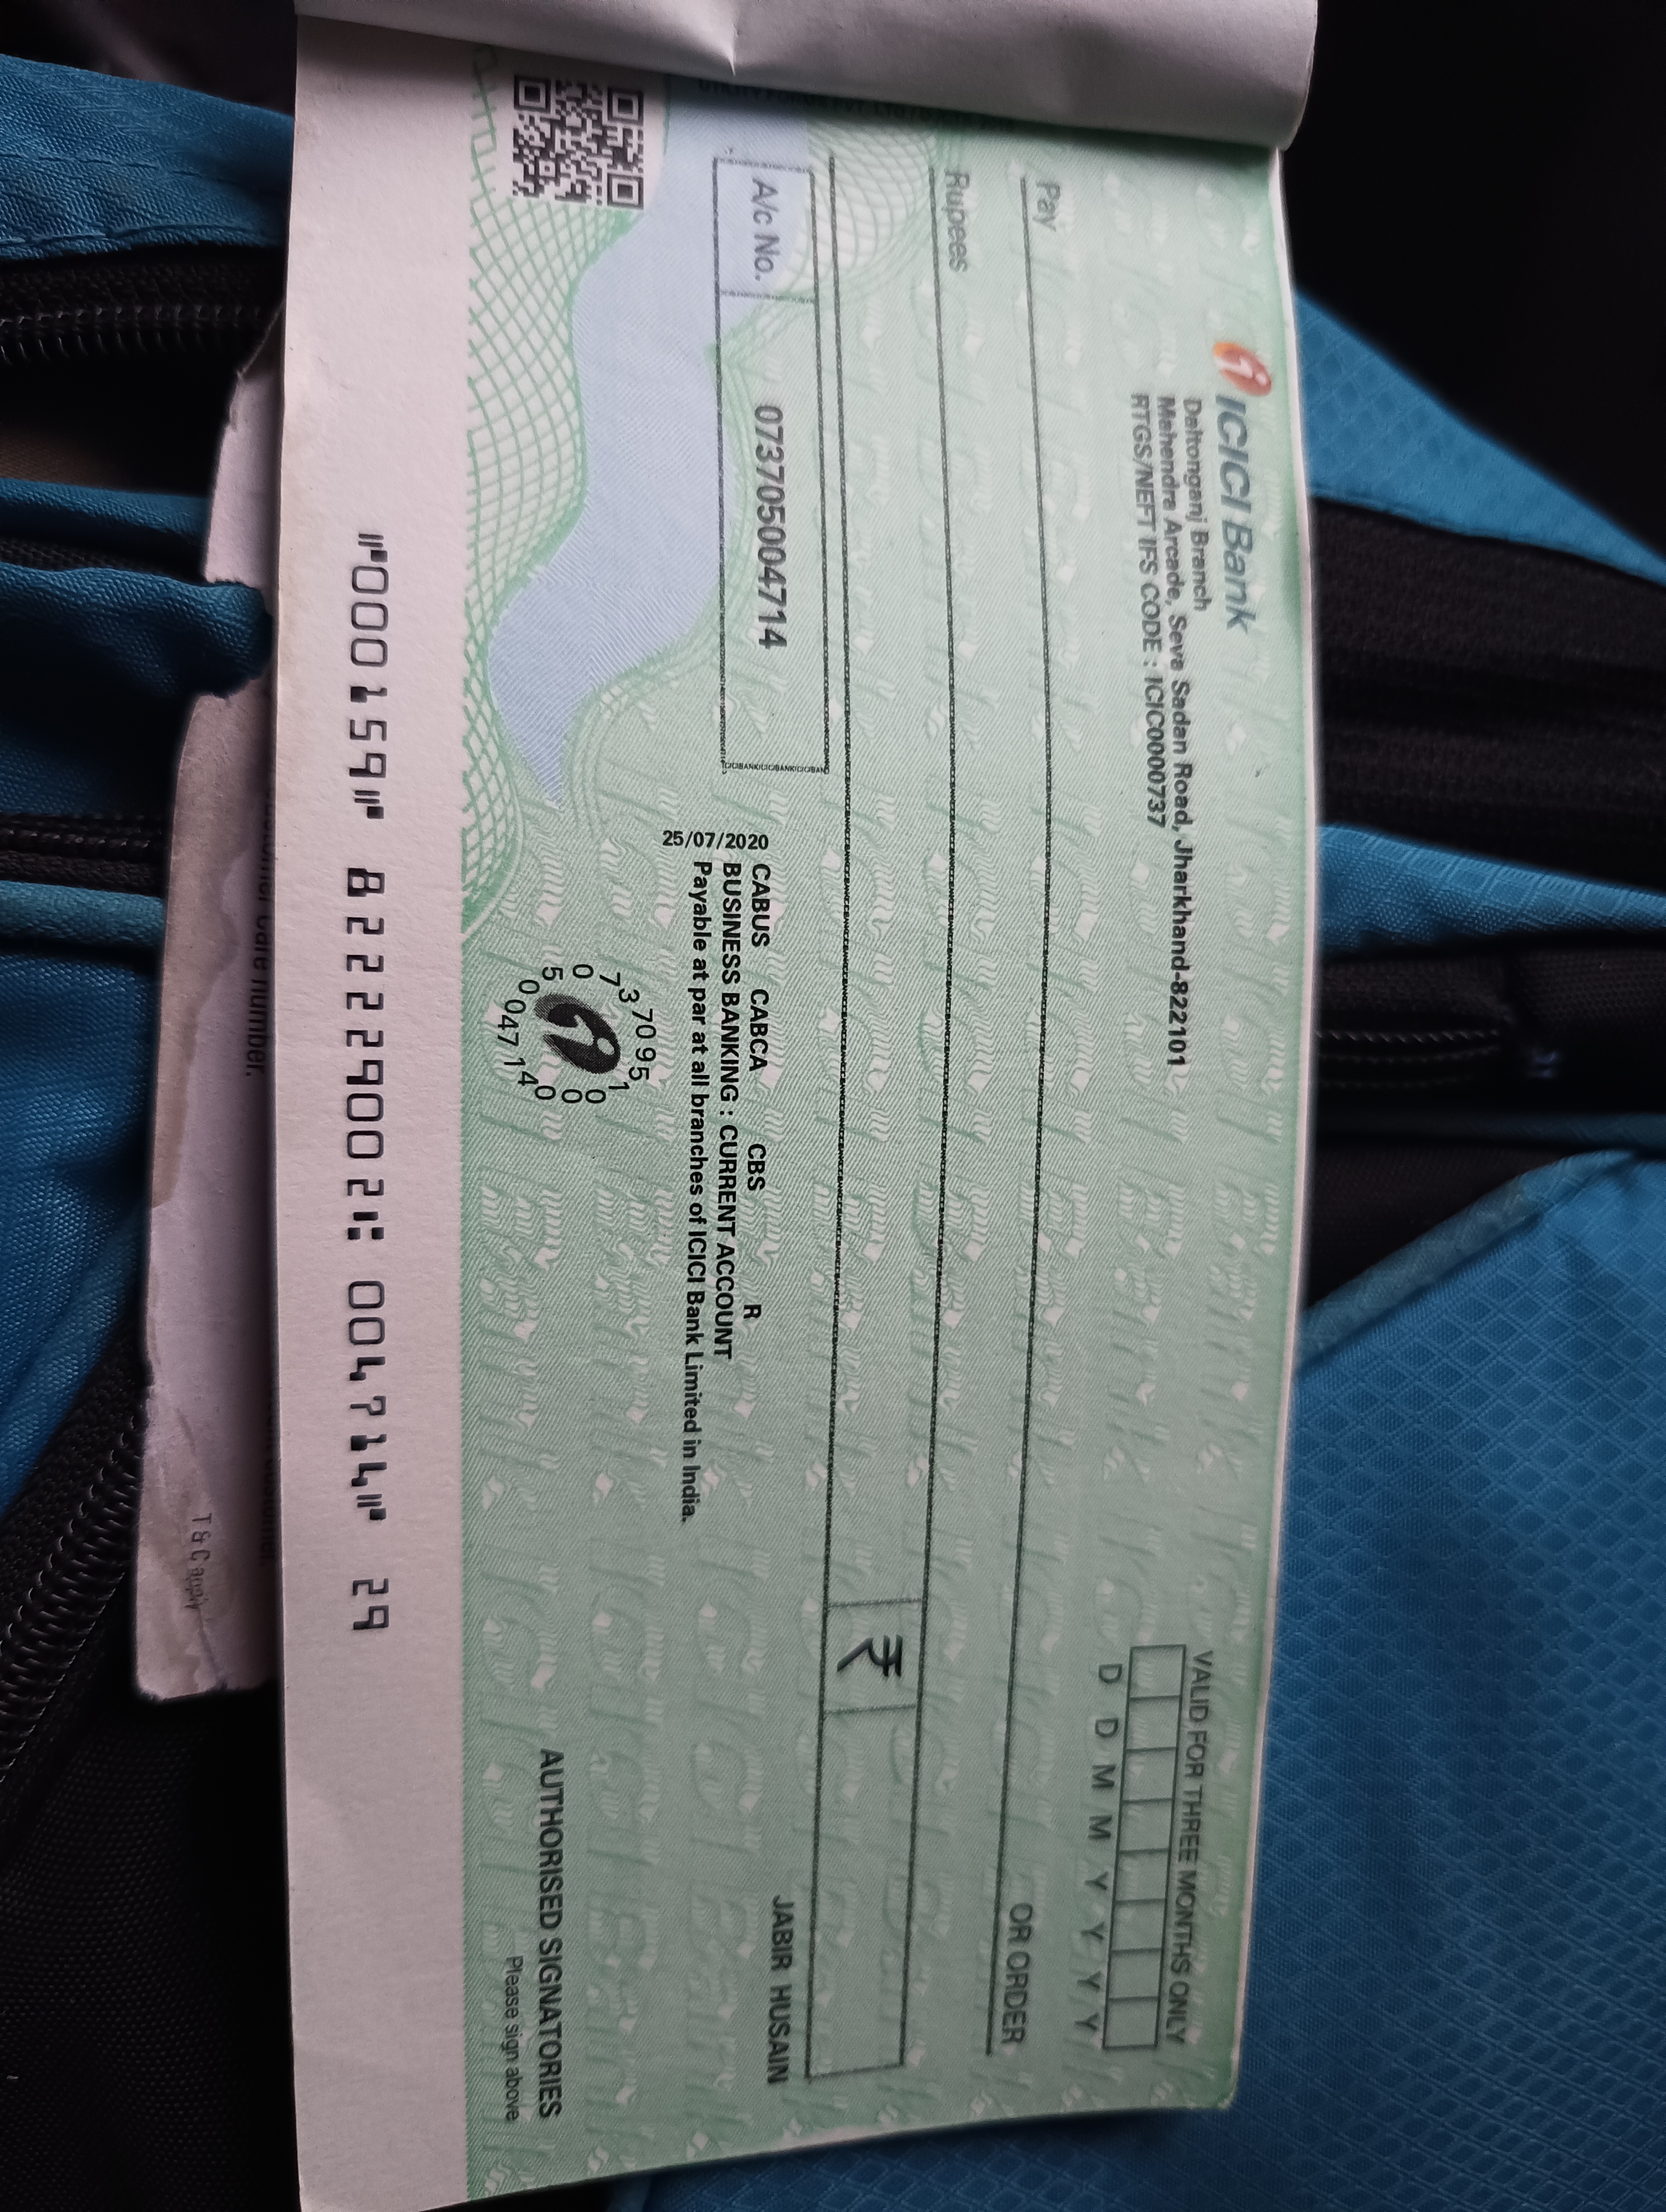 ICICI Bank
Daltonganj Branch
Mahendra Arcade, Seva Sadan Road, Jharkhand-822101
RTGS/NEFT IFS CODE : ICIC0000737
VALID FOR THREE MONTHS ONLY
D D M M Y Y Y Y
Pay
OR ORDER
Rupees
₹
A/c No. 073705004714
JABIR HUSAIN
25/07/2020
CABUS CABCA CBS R
BUSINESS BANKING : CURRENT ACCOUNT
Payable at par at all branches of ICICI Bank Limited in India.
AUTHORISED SIGNATORIES
Please sign above
⑈000159⑈ 822229002⑆ 004714⑈ 29
number.
T & C apply